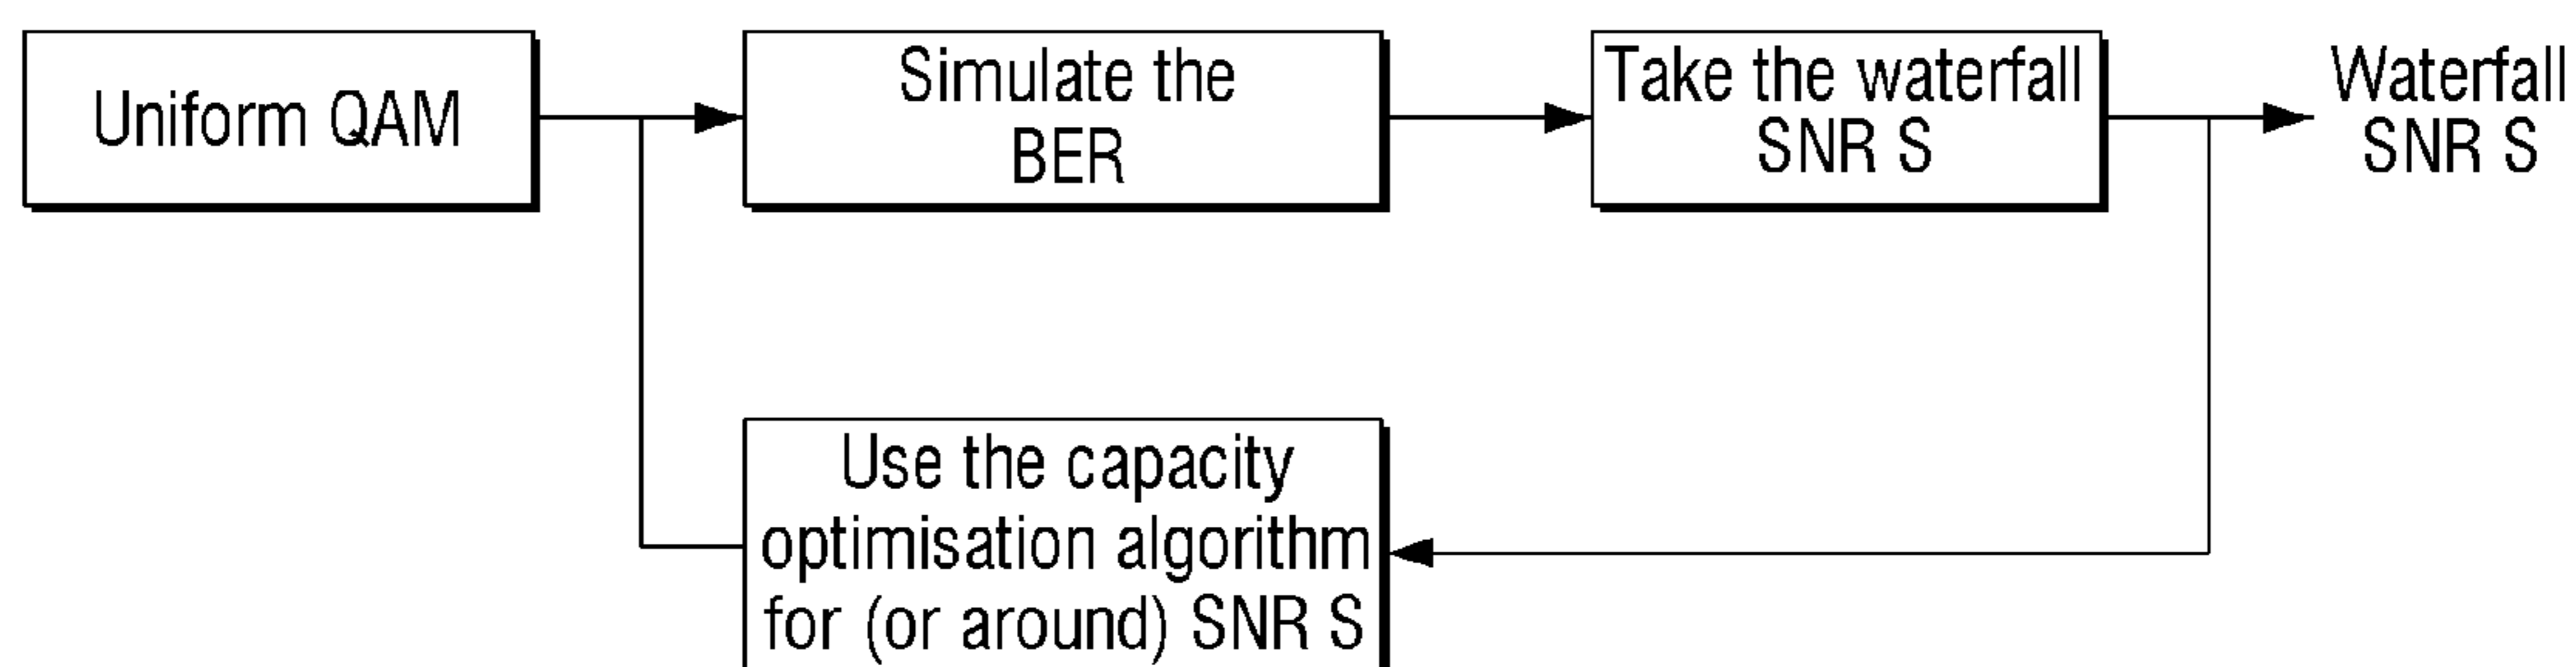 Uniform QAM
Simulate the
BER
Take the waterfall
SNR S
Waterfall
SNR S
Use the capacity
optimisation algorithm
for (or around) SNR S